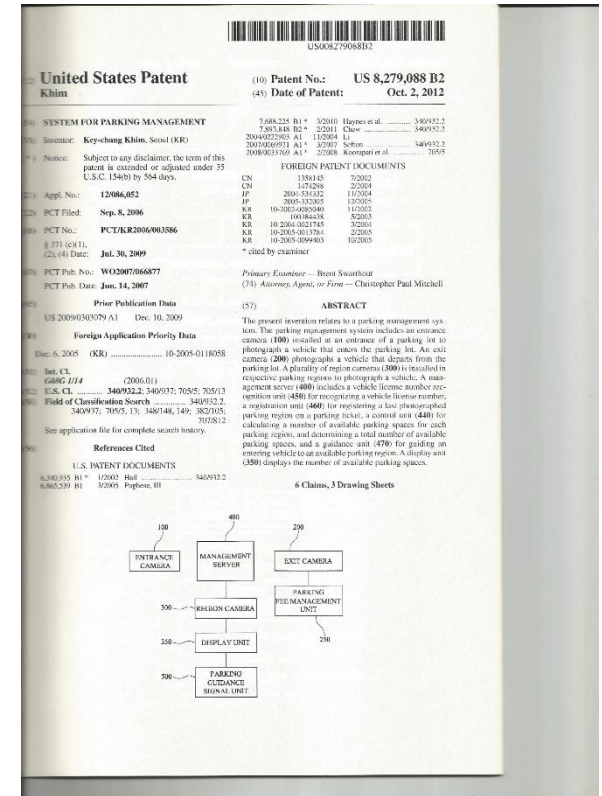 US008279088B2
United States Patent
Khim
(10) Patent No.: US 8,279,088 B2
(45) Date of Patent: Oct. 2, 2012
SYSTEM FOR PARKING MANAGEMENT
Inventor: Key-chang Khim, Seoul (KR)
Notice: Subject to any disclaimer, the term of this
patent is extended or adjusted under 35
U.S.C. 154(b) by 564 days.
Appl. No.: 12/086,052
PCT Filed: Sep. 8, 2006
PCT No.: PCT/KR2006/003586
§ 371 (c)(1),
(2), (4) Date: Jul. 30, 2009
PCT Pub. No.: WO2007/066877
PCT Pub. Date: Jun. 14, 2007
Prior Publication Data
US 2009/0303079 A1 Dec. 10, 2009
Foreign Application Priority Data
Dec. 6, 2005 (KR) 10-2005-0118058
Int. Cl.
G08G 1/14 (2006.01)
U.S. Cl. 340/932.2; 340/937; 705/5; 705/13
Field of Classification Search 340/932.2,
340/937; 705/5, 13; 348/148, 149; 382/105;
707/812
See application file for complete search history.
References Cited
U.S. PATENT DOCUMENTS
6,340,935 B1* 1/2002 Hall 340/932.2
6,865,539 B1 3/2005 Pugliese, III
7,688,225 B1* 3/2010 Haynes et al. 340/932.2
7,893,848 B2* 2/2011 Chew 340/932.2
2004/0222903 A1 11/2004 Li
2007/0069921 A1* 3/2007 Sefton 340/932.2
2008/0033769 A1* 2/2008 Koorapati et al. 705/5
FOREIGN PATENT DOCUMENTS
CN 1358145 7/2002
CN 1474298 2/2004
JP 2004-534332 11/2004
JP 2005-332005 12/2005
KR 10-2002-0085040 11/2002
KR 100384438 5/2003
KR 10 2004-0021745 3/2004
KR 10-2005-0013784 2/2005
KR 10-2005-0099403 10/2005
* cited by examiner
Primary Examiner — Brent Swarthout
(74) Attorney, Agent, or Firm — Christopher Paul Mitchell
(57) ABSTRACT
The present invention relates to a parking management sys-
tem. The parking management system includes an entrance
camera (100) installed at an entrance of a parking lot to
photograph a vehicle that enters the parking lot. An exit
camera (200) photographs a vehicle that departs from the
parking lot. A plurality of region cameras (300) is installed in
respective parking regions to photograph a vehicle. A man-
agement server (400) includes a vehicle license number rec-
ognition unit (450) for recognizing a vehicle license number,
a registration unit (460) for registering a last photographed
parking region on a parking ticket, a control unit (440) for
calculating a number of available parking spaces for each
parking region, and determining a total number of available
parking spaces, and a guidance unit (470) for guiding an
entering vehicle to an available parking region. A display unit
(350) displays the number of available parking spaces.
6 Claims, 3 Drawing Sheets
100
ENTRANCE
CAMERA
400
MANAGEMENT
SERVER
200
EXIT CAMERA
300
REGION CAMERA
PARKING
FEE MANAGEMENT
UNIT
250
350
DISPLAY UNIT
500
PARKING
GUIDANCE
SIGNAL UNIT